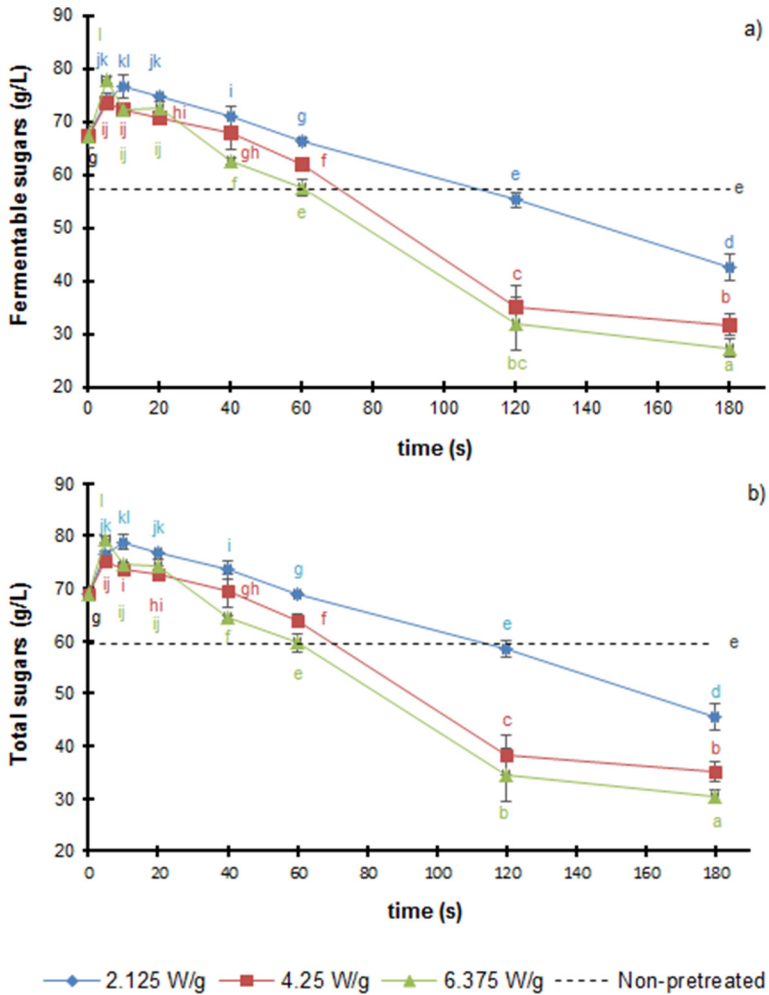 90
a)
l
jk
kl
jk
80
i
g
70
hi
ij
ij
gh
f
g
ij
ij
60
f
e
e
e
50
d
40
c
b
30
bc
a
20
0
20
40
60
80
100
120
140
160
180
Fermentable sugars (g/L)
time (s)
90
b)
l
jk
kl
jk
80
i
g
70
ij
i
gh
g
ij
hi
ij
f
f
60
e
e
e
50
d
40
c
b
30
b
a
20
0
20
40
60
80
100
120
140
160
180
Total sugars (g/L)
time (s)
2.125 W/g
4.25 W/g
6.375 W/g
Non-pretreated